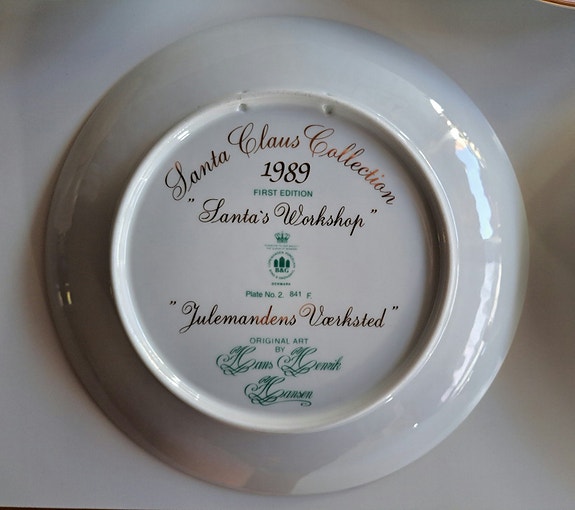 Santa Claus Collection
1989
FIRST EDITION
"Santa's Workshop"
B&G
DENMARK
Plate No. 2. 841 F.
"Julemandens Værksted"
ORIGINAL ART
BY
Hans Henrik
Hansen